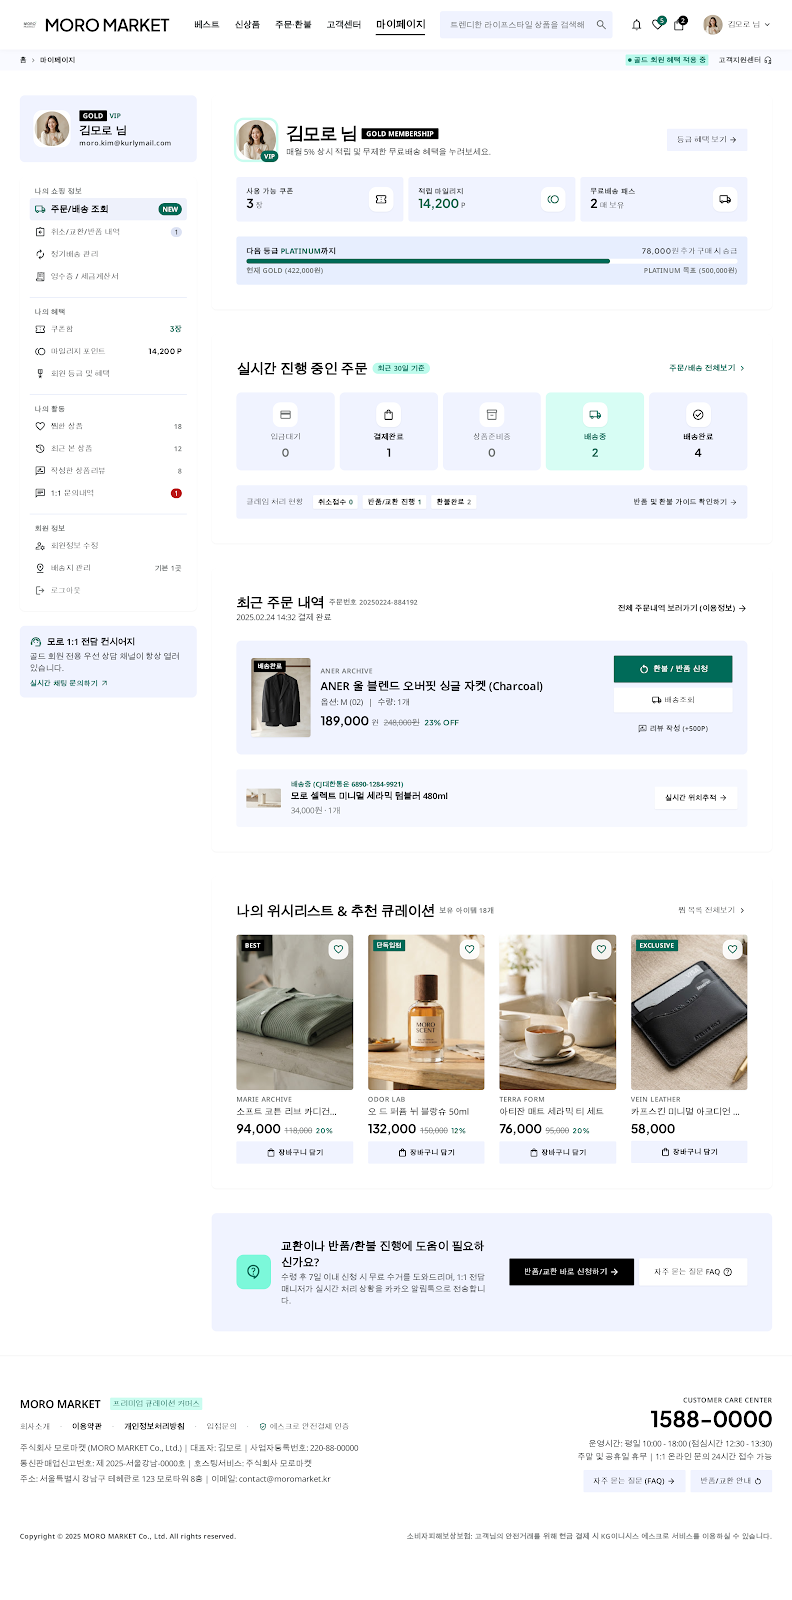 MORO MARKET
베스트 신상품 주문·환불 고객센터 마이페이지
트렌디한 라이프스타일 상품을 검색해
5 2 김모로 님
홈 > 마이페이지
골드 회원 혜택 적용 중 고객지원센터
GOLD VIP
김모로 님
moro.kim@kurlymail.com
나의 쇼핑 정보
주문/배송 조회 NEW
취소/교환/반품 내역 1
정기배송 관리
영수증 / 세금계산서
나의 혜택
쿠폰함 3장
마일리지 포인트 14,200 P
회원 등급 및 혜택
나의 활동
찜한 상품 18
최근 본 상품 12
작성한 상품리뷰 8
1:1 문의내역 1
회원 정보
회원정보 수정
배송지 관리 기본 1곳
로그아웃
모로 1:1 전담 컨시어지
골드 회원 전용 우선 상담 채널이 항상 열려
있습니다.
실시간 채팅 문의하기 ↗
VIP
김모로 님 GOLD MEMBERSHIP
매월 5% 상시 적립 및 무제한 무료배송 혜택을 누려보세요.
등급 혜택 보기 →
사용 가능 쿠폰
3 장
적립 마일리지
14,200 P
무료배송 패스
2 매 보유
다음 등급 PLATINUM까지 78,000원 추가 구매 시 승급
현재 GOLD (422,000원) PLATINUM 목표 (500,000원)
실시간 진행 중인 주문 최근 30일 기준 주문/배송 전체보기 >
입금대기
0
결제완료
1
상품준비중
0
배송중
2
배송완료
4
클레임 처리 현황 취소접수 0 반품/교환 진행 1 환불완료 2 반품 및 환불 가이드 확인하기 →
최근 주문 내역 주문번호 20250224-884192
2025.02.24 14:32 결제 완료
전체 주문내역 보러가기 (이용정보) →
배송완료
ANER ARCHIVE
ANER 울 블렌드 오버핏 싱글 자켓 (Charcoal)
옵션: M (02) | 수량: 1개
189,000 원 248,000원 23% OFF
환불 / 반품 신청
배송조회
리뷰 작성 (+500P)
배송중 (CJ대한통운 6890-1284-9921)
모로 셀렉트 미니멀 세라믹 텀블러 480ml
34,000원 · 1개
실시간 위치추적 →
나의 위시리스트 & 추천 큐레이션 보유 아이템 18개 찜 목록 전체보기 >
BEST
MARIE ARCHIVE
소프트 코튼 리브 카디건...
94,000 118,000 20%
장바구니 담기
단독입점
MORO
SCENT
ODOR LAB
오 드 퍼퓸 뉘 블랑슈 50ml
132,000 150,000 12%
장바구니 담기
TERRA FORM
아티잔 매트 세라믹 티 세트
76,000 95,000 20%
장바구니 담기
EXCLUSIVE
VEIN LEATHER
카프스킨 미니멀 아코디언 ...
58,000
장바구니 담기
교환이나 반품/환불 진행에 도움이 필요하
신가요?
수령 후 7일 이내 신청 시 무료 수거를 도와드리며, 1:1 전담
매니저가 실시간 처리 상황을 카카오 알림톡으로 전송합니
다.
반품/교환 바로 신청하기 →
자주 묻는 질문 FAQ
MORO MARKET 프리미엄 큐레이션 커머스
회사소개 · 이용약관 · 개인정보처리방침 · 입점문의 · 에스크로 안전결제 인증
주식회사 모로마켓 (MORO MARKET Co., Ltd.) | 대표자: 김모로 | 사업자등록번호: 220-88-00000
통신판매업신고번호: 제 2025-서울강남-0000호 | 호스팅서비스: 주식회사 모로마켓
주소: 서울특별시 강남구 테헤란로 123 모로타워 8층 | 이메일: contact@moromarket.kr
CUSTOMER CARE CENTER
1588-0000
운영시간: 평일 10:00 - 18:00 (점심시간 12:30 - 13:30)
주말 및 공휴일 휴무 | 1:1 온라인 문의 24시간 접수 가능
자주 묻는 질문 (FAQ) →
반품/교환 안내
Copyright © 2025 MORO MARKET Co., Ltd. All rights reserved.
소비자피해보상보험: 고객님의 안전거래를 위해 현금 결제 시 KG이니시스 에스크로 서비스를 이용하실 수 있습니다.